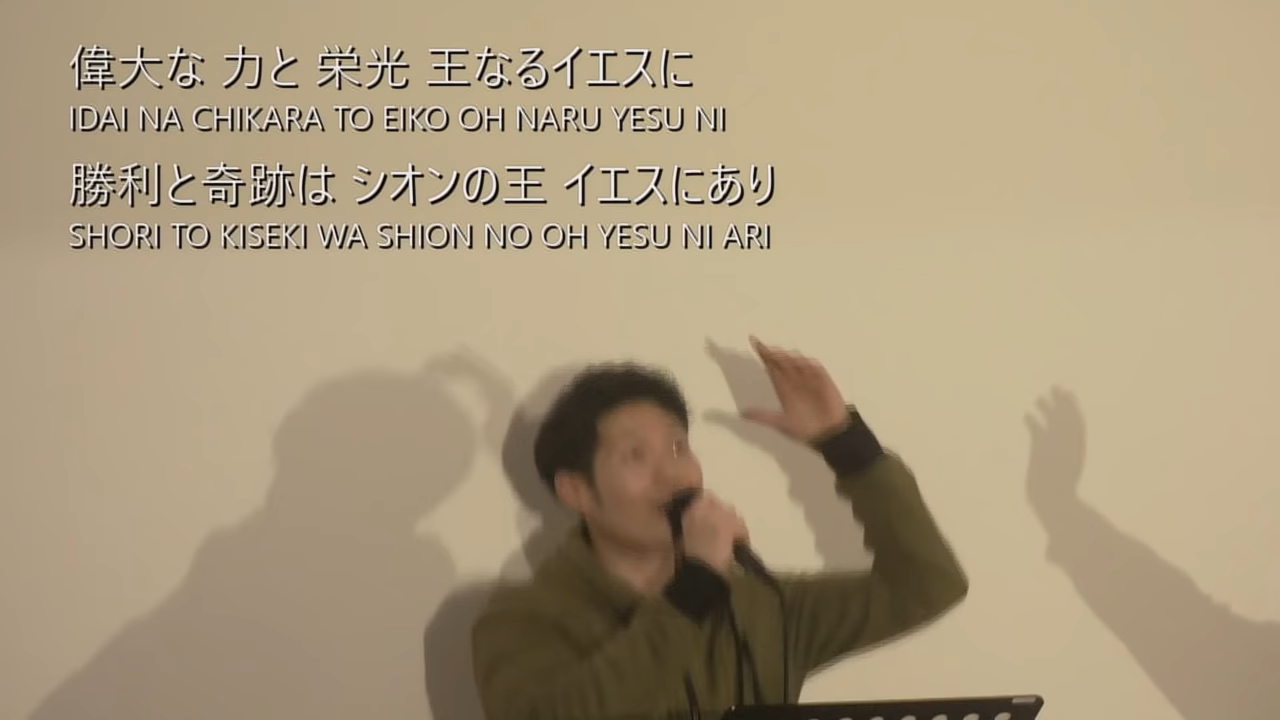 偉大な 力と 栄光 王なるイエスに
IDAI NA CHIKARA TO EIKO OH NARU YESU NI
勝利と奇跡は シオンの王 イエスにあり
SHORI TO KISEKI WA SHION NO OH YESU NI ARI